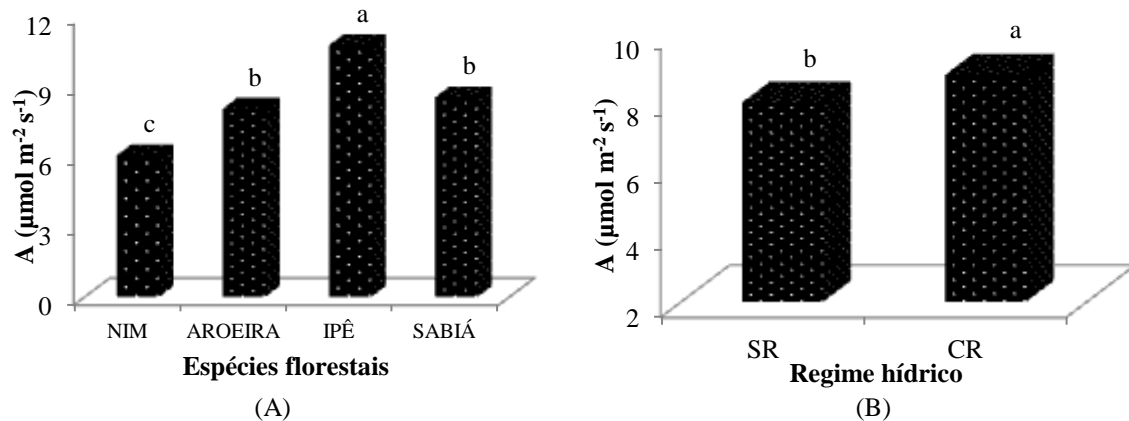 12
9
6
3
0
A (µmol m-2 s-1)
c
b
a
b
NIM
AROEIRA
IPÊ
SABIÁ
Espécies florestais
(A)
10
8
6
4
2
A (µmol m-2 s-1)
b
a
SR
CR
Regime hídrico
(B)